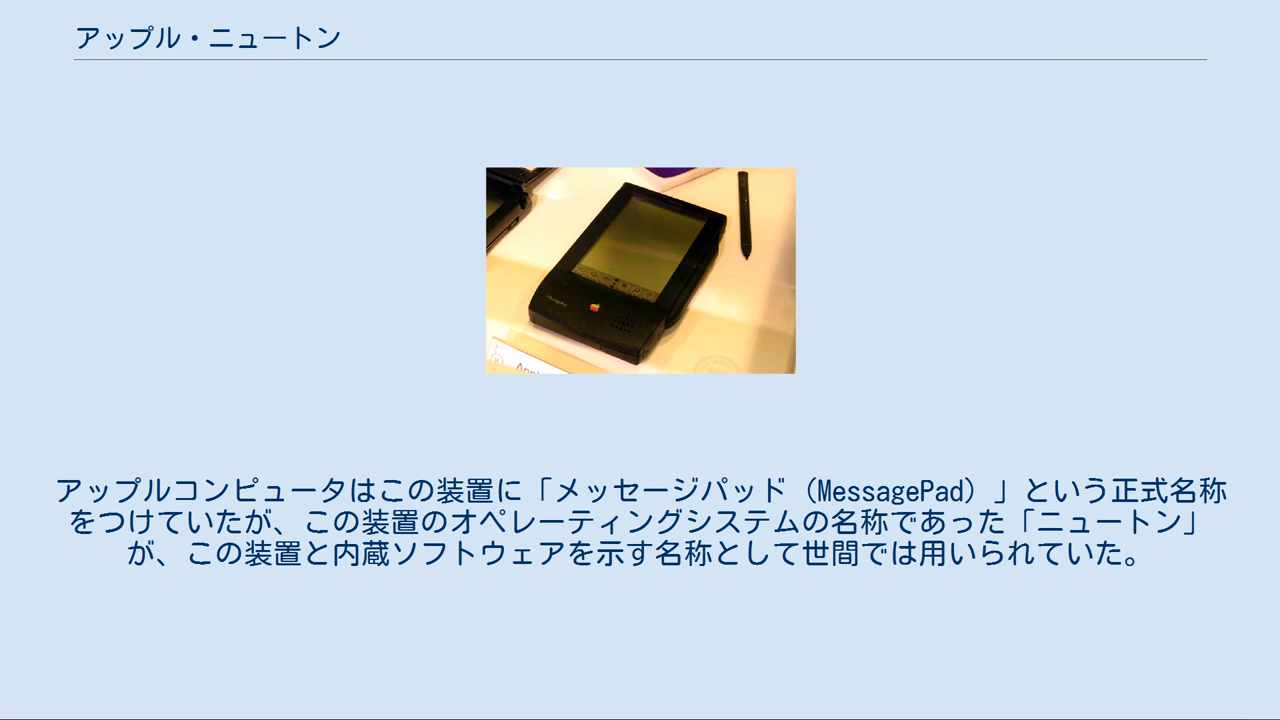 アップル・ニュートン
アップルコンピュータはこの装置に「メッセージパッド（MessagePad）」という正式名称
をつけていたが、この装置のオペレーティングシステムの名称であった「ニュートン」
が、この装置と内蔵ソフトウェアを示す名称として世間では用いられていた。